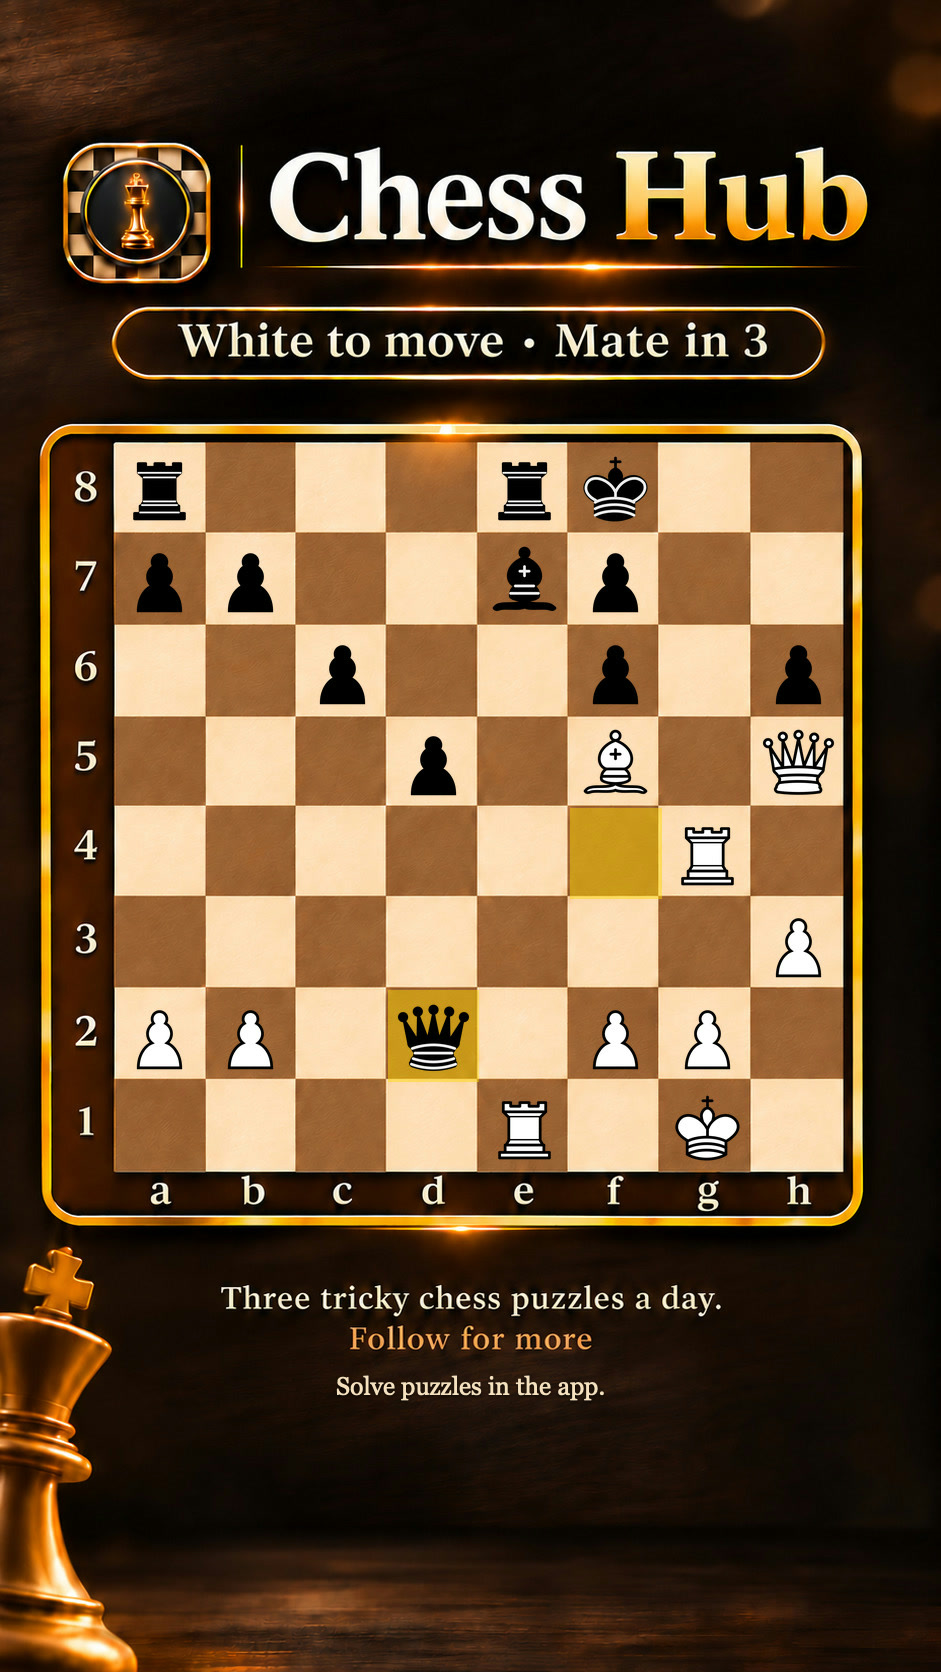 Chess Hub
White to move • Mate in 3
8
7
6
5
4
3
2
1
a b c d e f g h
Three tricky chess puzzles a day.
Follow for more
Solve puzzles in the app.